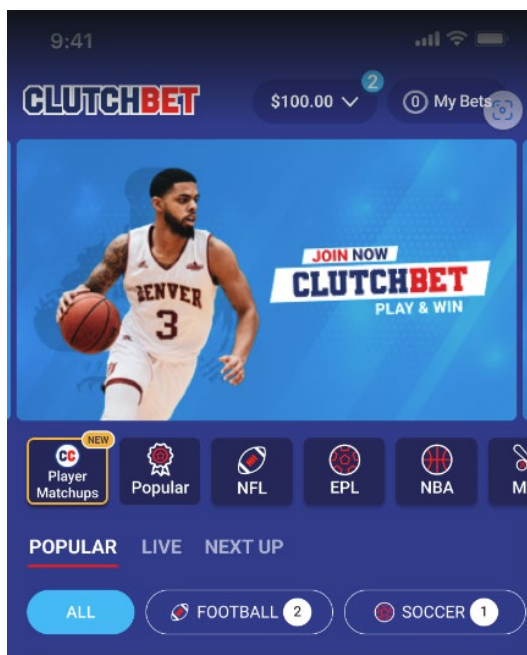 9:41
CLUTCHBET
$100.00
2
0 My Bets
DENVER
3
JOIN NOW
CLUTCHBET
PLAY & WIN
NEW
CC
Player
Matchups
Popular
NFL
EPL
NBA
M
POPULAR LIVE NEXT UP
ALL
FOOTBALL 2
SOCCER 1